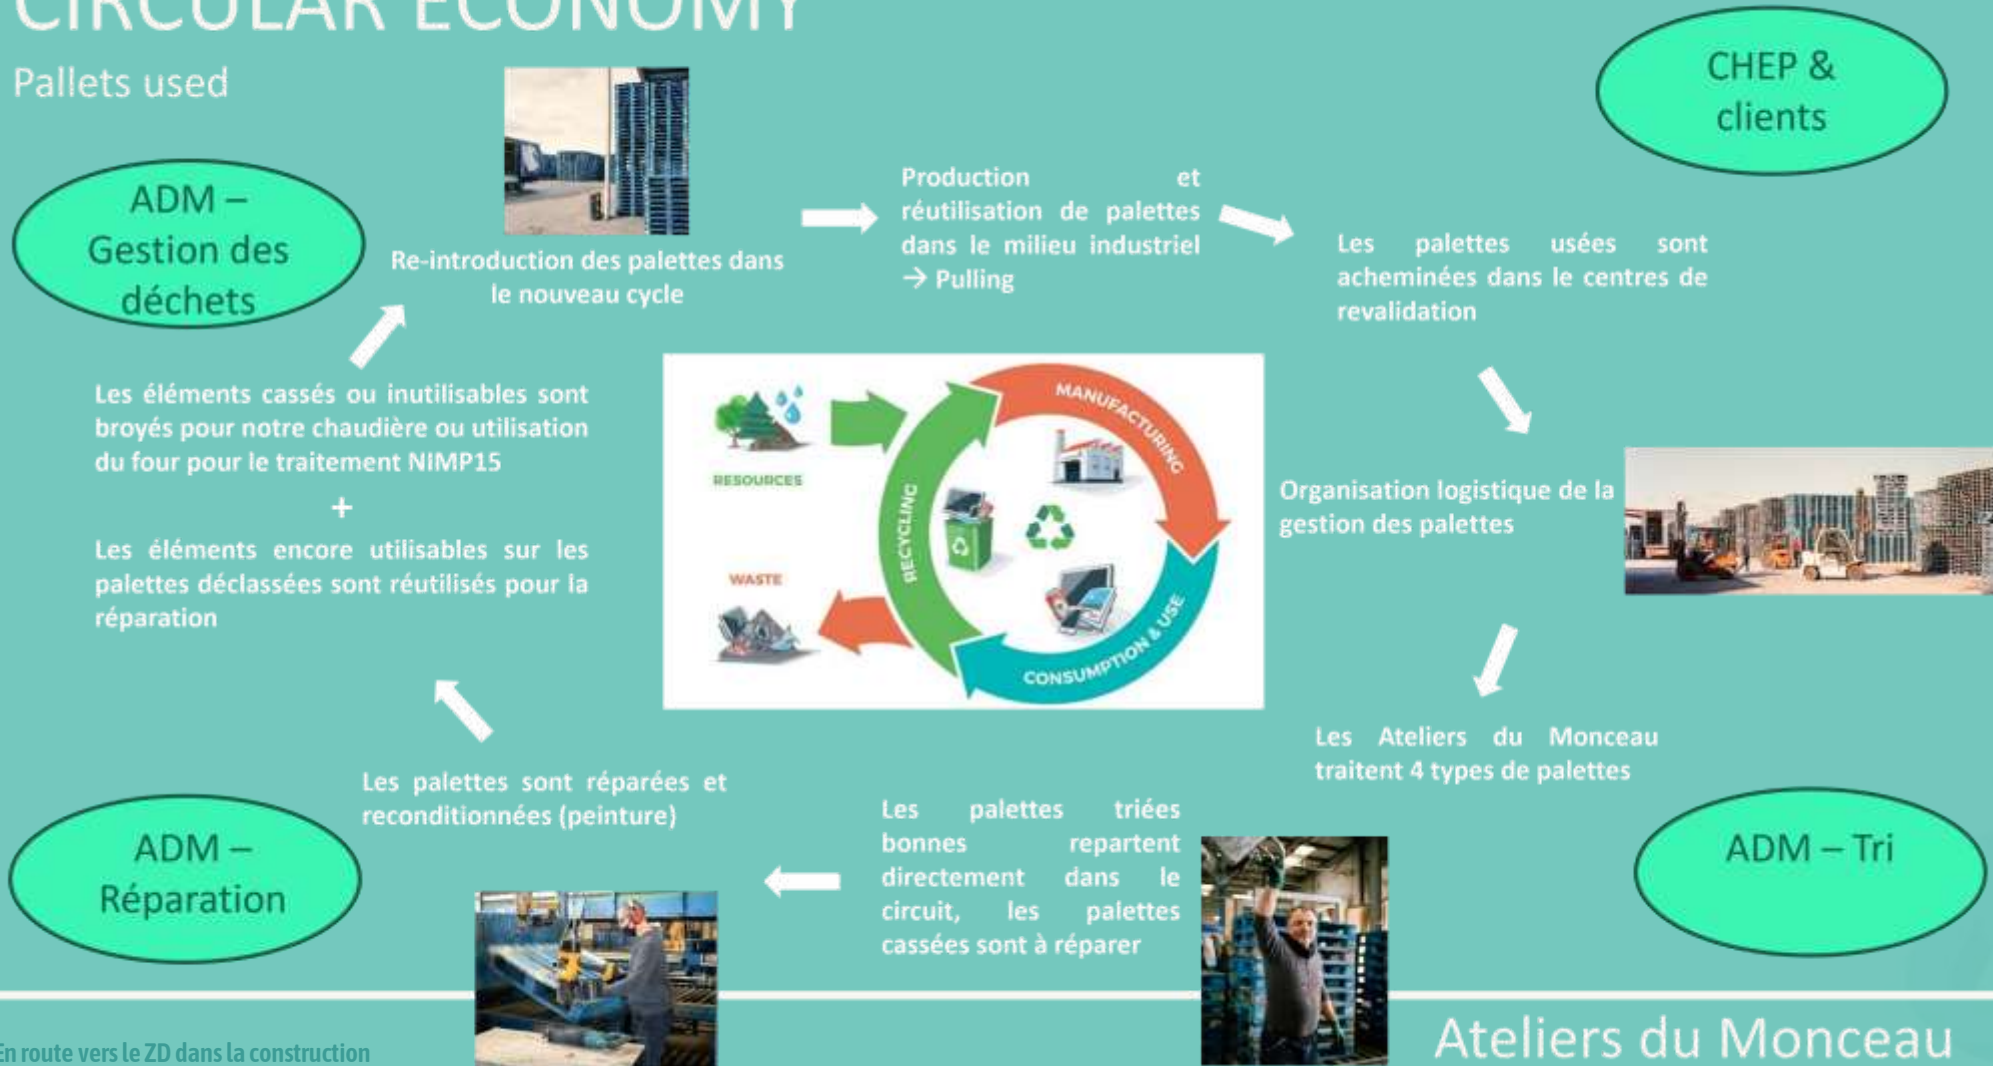 CIRCULAR ECONOMY
Pallets used
CHEP &
clients
ADM –
Gestion des
déchets
Re-introduction des palettes dans
le nouveau cycle
Production et
réutilisation de palettes
dans le milieu industriel
→ Pulling
Les palettes usées sont
acheminées dans le centres de
revalidation
Les éléments cassés ou inutilisables sont
broyés pour notre chaudière ou utilisation
du four pour le traitement NIMP15
+
Les éléments encore utilisables sur les
palettes déclassées sont réutilisés pour la
réparation
RESOURCES
WASTE
RECYCLING
MANUFACTURING
CONSUMPTION & USE
Organisation logistique de la
gestion des palettes
Les Ateliers du Monceau
traitent 4 types de palettes
ADM – Tri
Les palettes triées
bonnes repartent
directement dans le
circuit, les palettes
cassées sont à réparer
Les palettes sont réparées et
reconditionnées (peinture)
ADM –
Réparation
En route vers le ZD dans la construction
Ateliers du Monceau